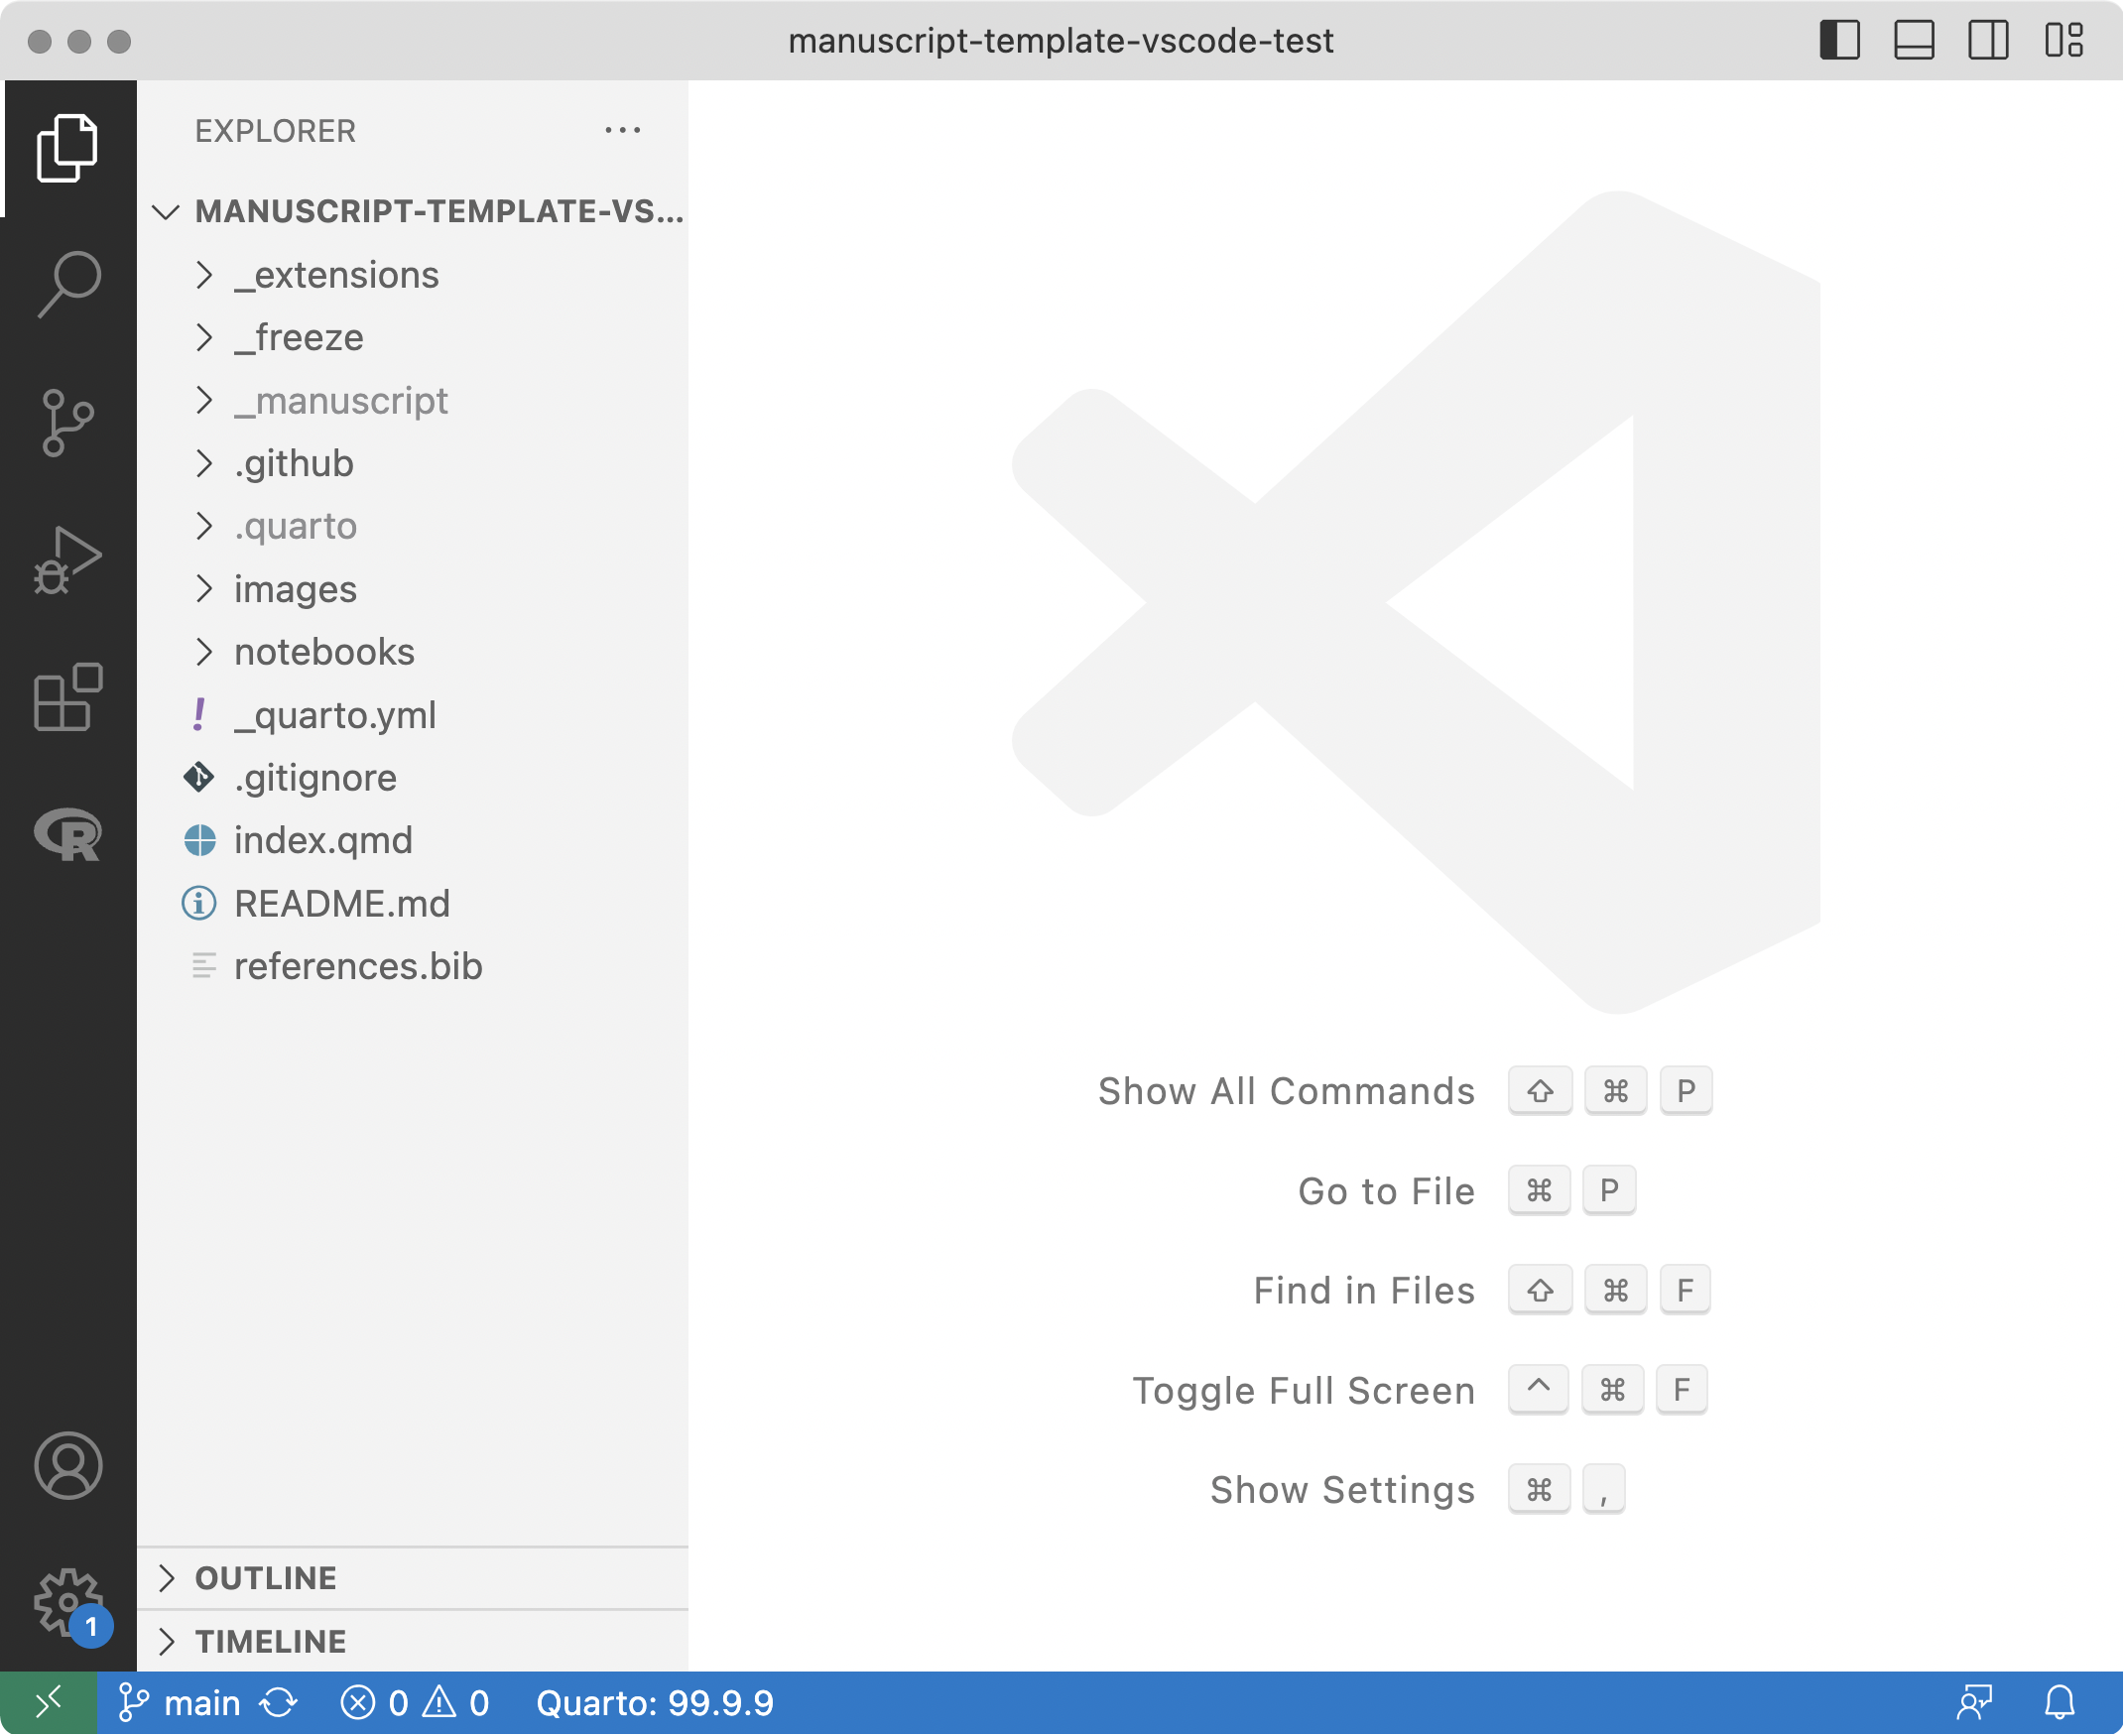 manuscript-template-vscode-test
EXPLORER
MANUSCRIPT-TEMPLATE-VS...
_extensions
_freeze
_manuscript
.github
.quarto
images
notebooks
_quarto.yml
.gitignore
index.qmd
README.md
references.bib
Show All Commands ⇧ ⌘ P
Go to File ⌘ P
Find in Files ⇧ ⌘ F
Toggle Full Screen ^ ⌘ F
Show Settings ⌘ ,
OUTLINE
TIMELINE
1
main 0 0 Quarto: 99.9.9